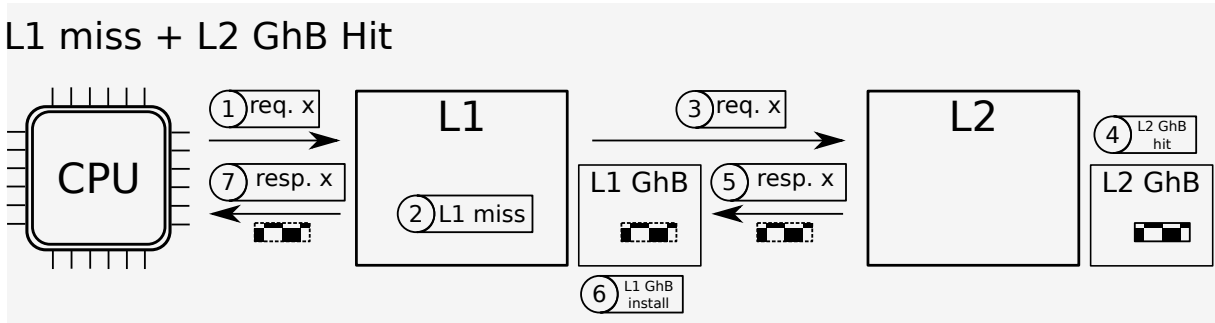 L1 miss + L2 GhB Hit
CPU
1 req. x
7 resp. x
L1
2 L1 miss
3 req. x
L1 GhB
5 resp. x
6 L1 GhB
install
L2
4 L2 GhB
hit
L2 GhB